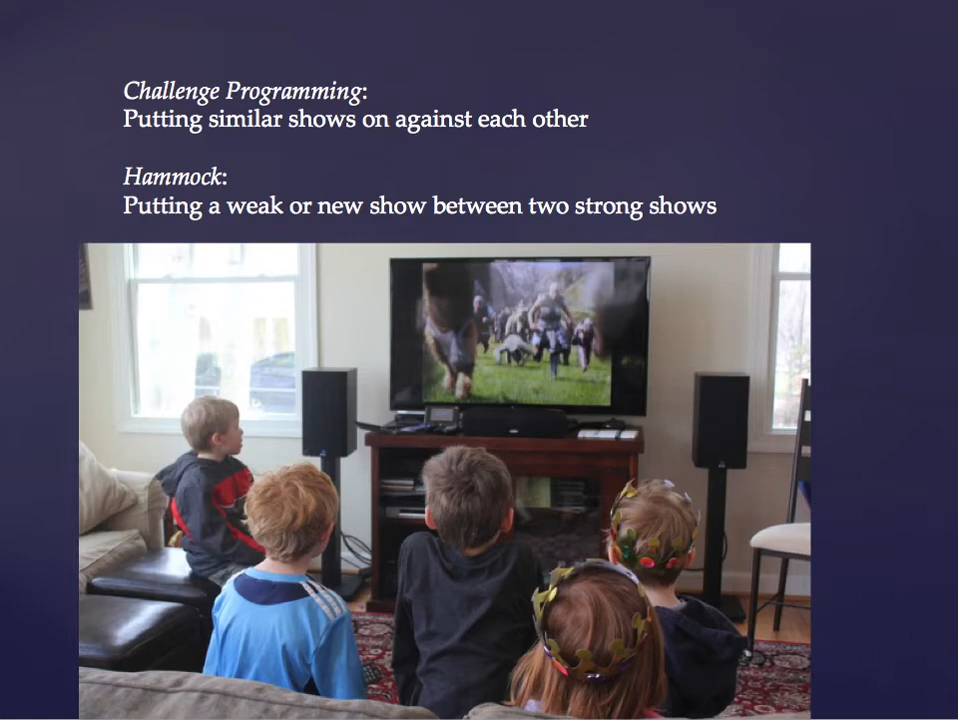 Challenge Programming:
Putting similar shows on against each other
Hammock:
Putting a weak or new show between two strong shows